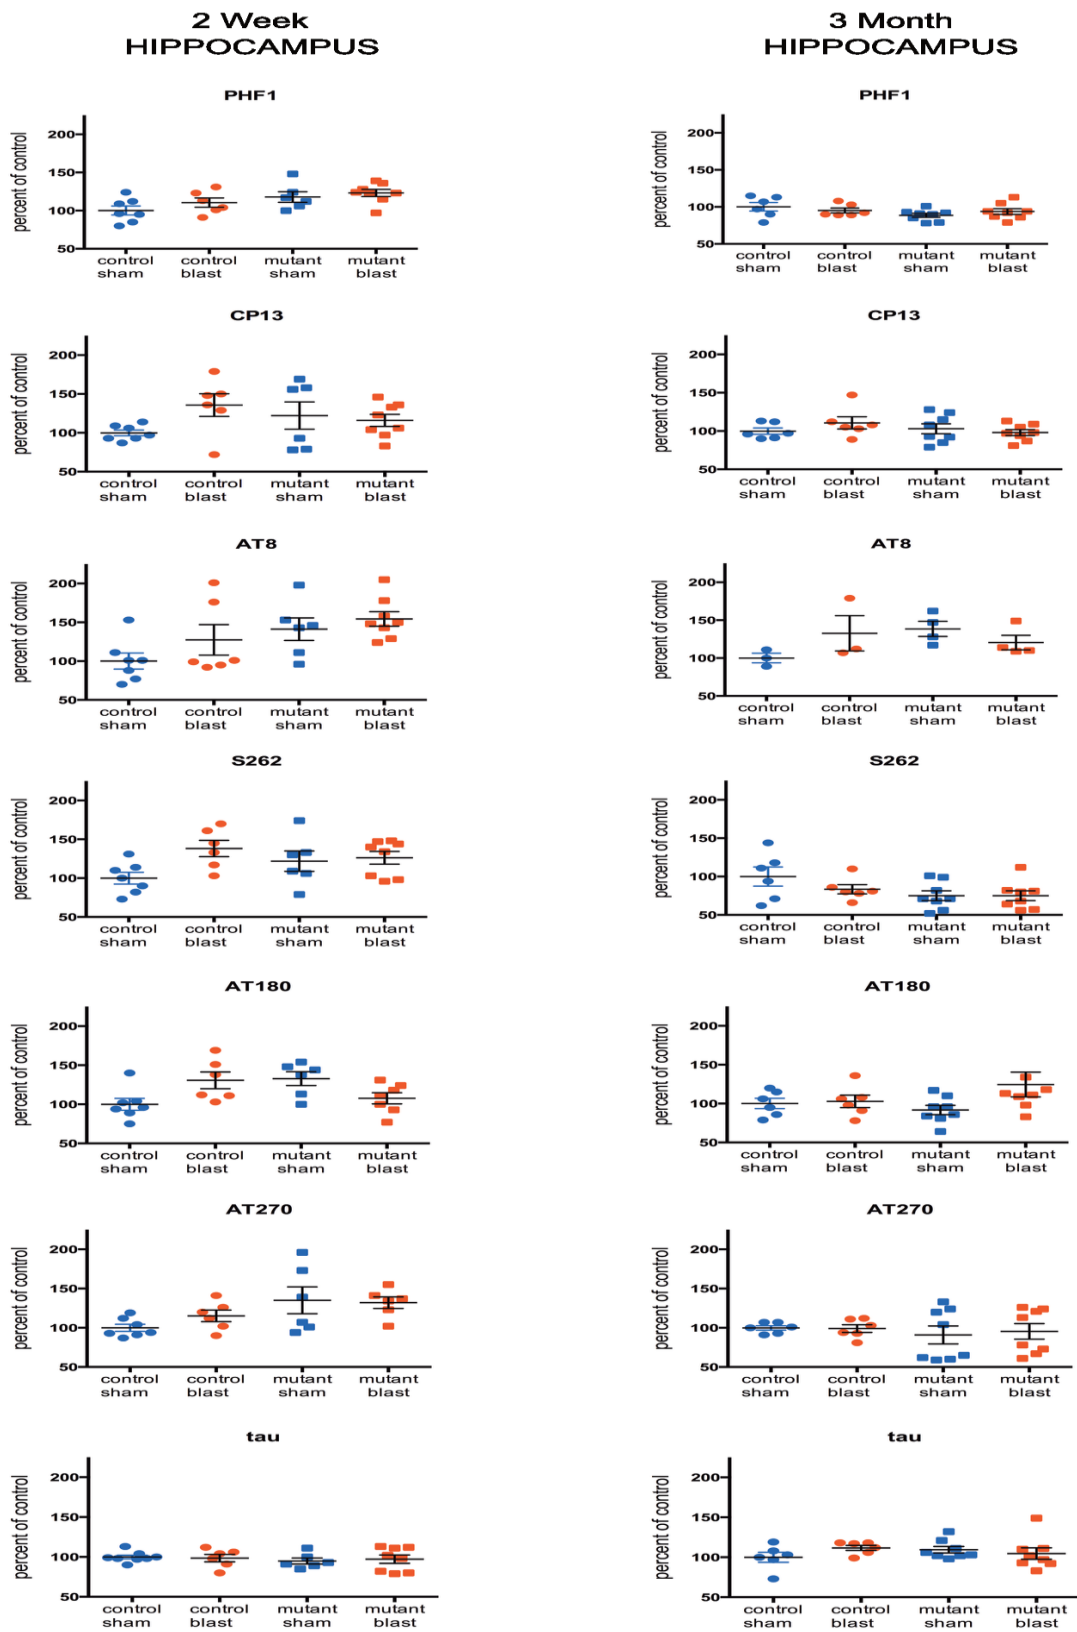 2 Week
HIPPOCAMPUS
PHF1
percent of control
200
150
100
50
control sham
control blast
mutant sham
mutant blast
CP13
percent of control
200
150
100
50
control sham
control blast
mutant sham
mutant blast
AT8
percent of control
200
150
100
50
control sham
control blast
mutant sham
mutant blast
S262
percent of control
200
150
100
50
control sham
control blast
mutant sham
mutant blast
AT180
percent of control
200
150
100
50
control sham
control blast
mutant sham
mutant blast
AT270
percent of control
200
150
100
50
control sham
control blast
mutant sham
mutant blast
tau
percent of control
200
150
100
50
control sham
control blast
mutant sham
mutant blast
3 Month
HIPPOCAMPUS
PHF1
percent of control
200
150
100
50
control sham
control blast
mutant sham
mutant blast
CP13
percent of control
200
150
100
50
control sham
control blast
mutant sham
mutant blast
AT8
percent of control
200
150
100
50
control sham
control blast
mutant sham
mutant blast
S262
percent of control
200
150
100
50
control sham
control blast
mutant sham
mutant blast
AT180
percent of control
200
150
100
50
control sham
control blast
mutant sham
mutant blast
AT270
percent of control
200
150
100
50
control sham
control blast
mutant sham
mutant blast
tau
percent of control
200
150
100
50
control sham
control blast
mutant sham
mutant blast